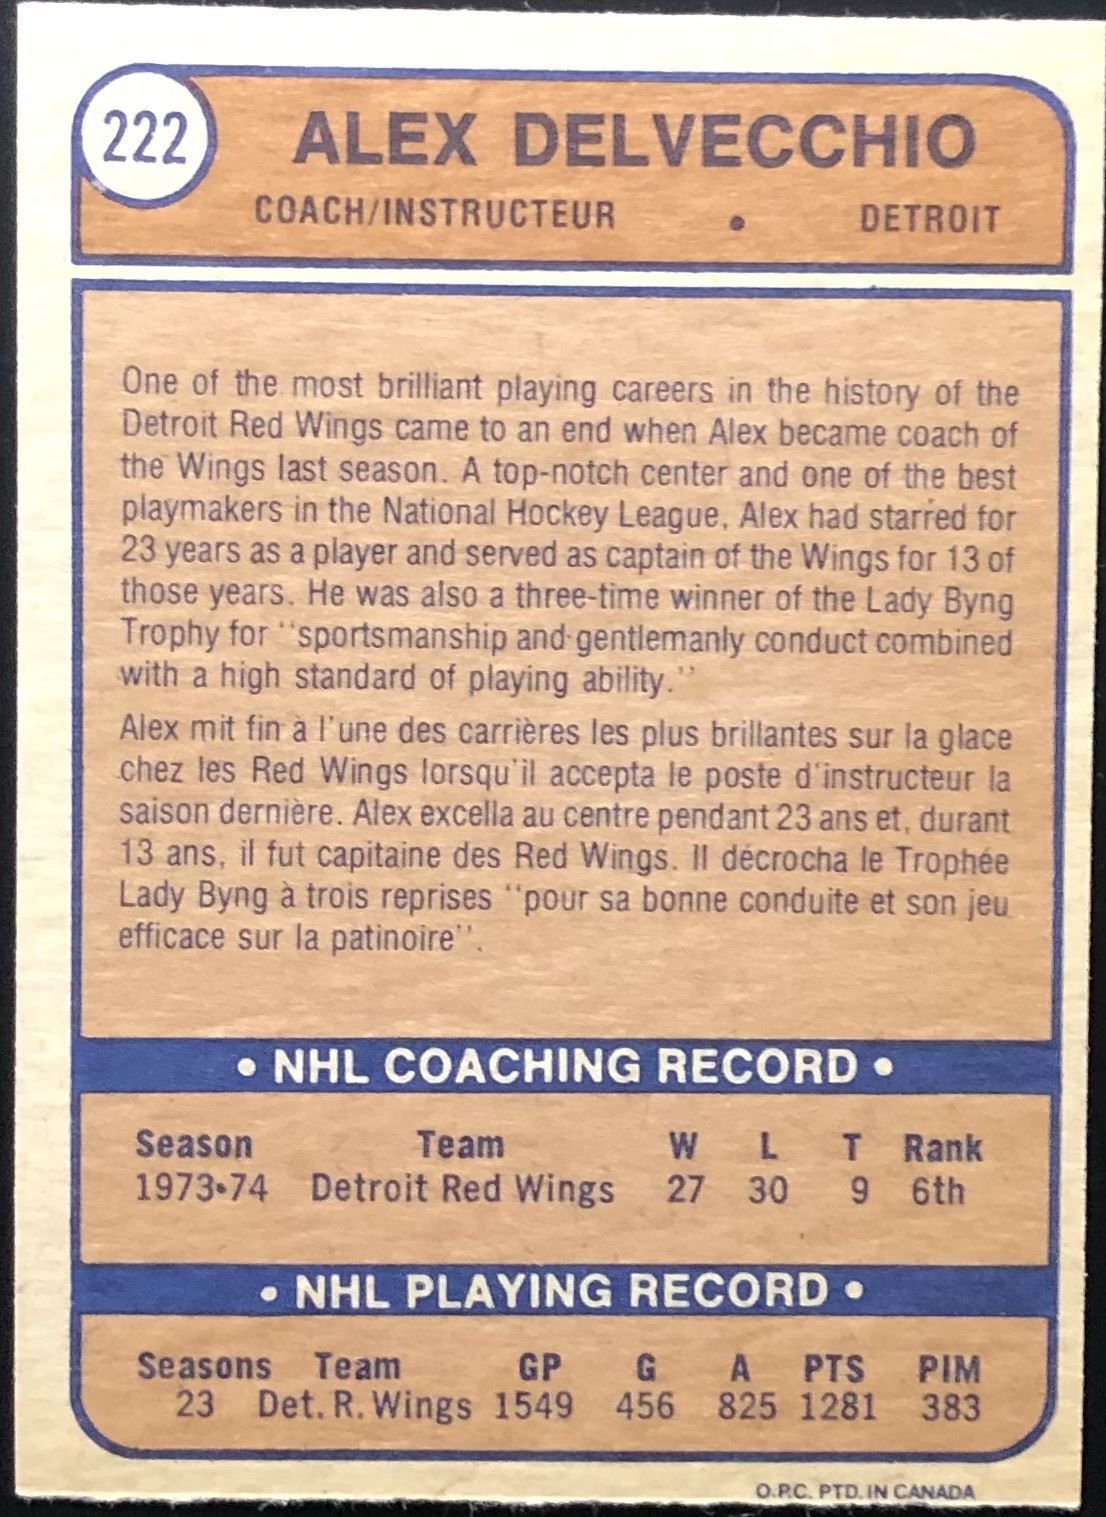 222
ALEX DELVECCHIO
COACH/INSTRUCTEUR • DETROIT
One of the most brilliant playing careers in the history of the
Detroit Red Wings came to an end when Alex became coach of
the Wings last season. A top-notch center and one of the best
playmakers in the National Hockey League, Alex had starred for
23 years as a player and served as captain of the Wings for 13 of
those years. He was also a three-time winner of the Lady Byng
Trophy for ''sportsmanship and gentlemanly conduct combined
with a high standard of playing ability.''
Alex mit fin à l'une des carrières les plus brillantes sur la glace
chez les Red Wings lorsqu'il accepta le poste d'instructeur la
saison dernière. Alex excella au centre pendant 23 ans et, durant
13 ans, il fut capitaine des Red Wings. Il décrocha le Trophée
Lady Byng à trois reprises ''pour sa bonne conduite et son jeu
efficace sur la patinoire''.
• NHL COACHING RECORD •
Season Team W L T Rank
1973•74 Detroit Red Wings 27 30 9 6th
• NHL PLAYING RECORD •
Seasons Team GP G A PTS PIM
23 Det. R. Wings 1549 456 825 1281 383
O.P.C. PTD. IN CANADA